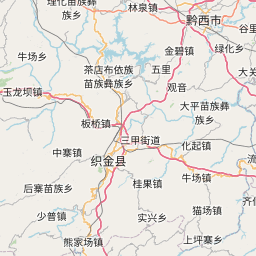 理化苗族彝
族乡
林泉镇
黔西市
牛场乡
金碧镇
绿化乡
茶店布依族
苗族彝族乡
五里
大关
玉龙坝镇
观音
大平苗族彝
族乡
板桥镇
三甲街道
化起镇
中寨镇
织金县
后寨苗族乡
桂果镇
牛场镇
少普镇
实兴乡
猫场镇
熊家场镇
上坪寨乡